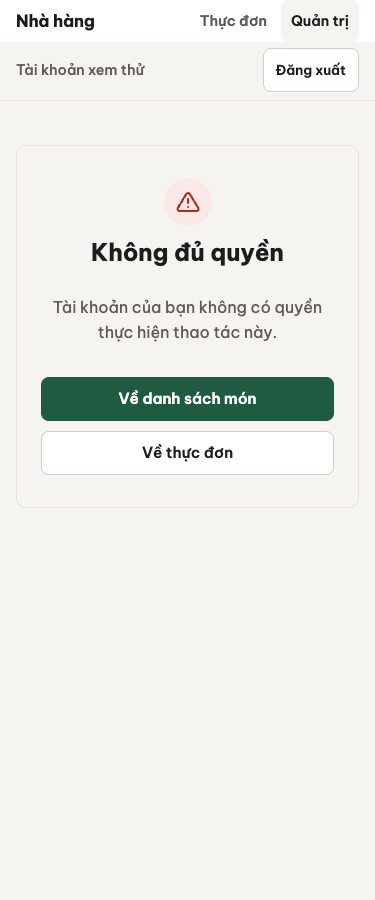 Nhà hàng
Thực đơn
Quản trị
Tài khoản xem thử
Đăng xuất
Không đủ quyền
Tài khoản của bạn không có quyền
thực hiện thao tác này.
Về danh sách món
Về thực đơn